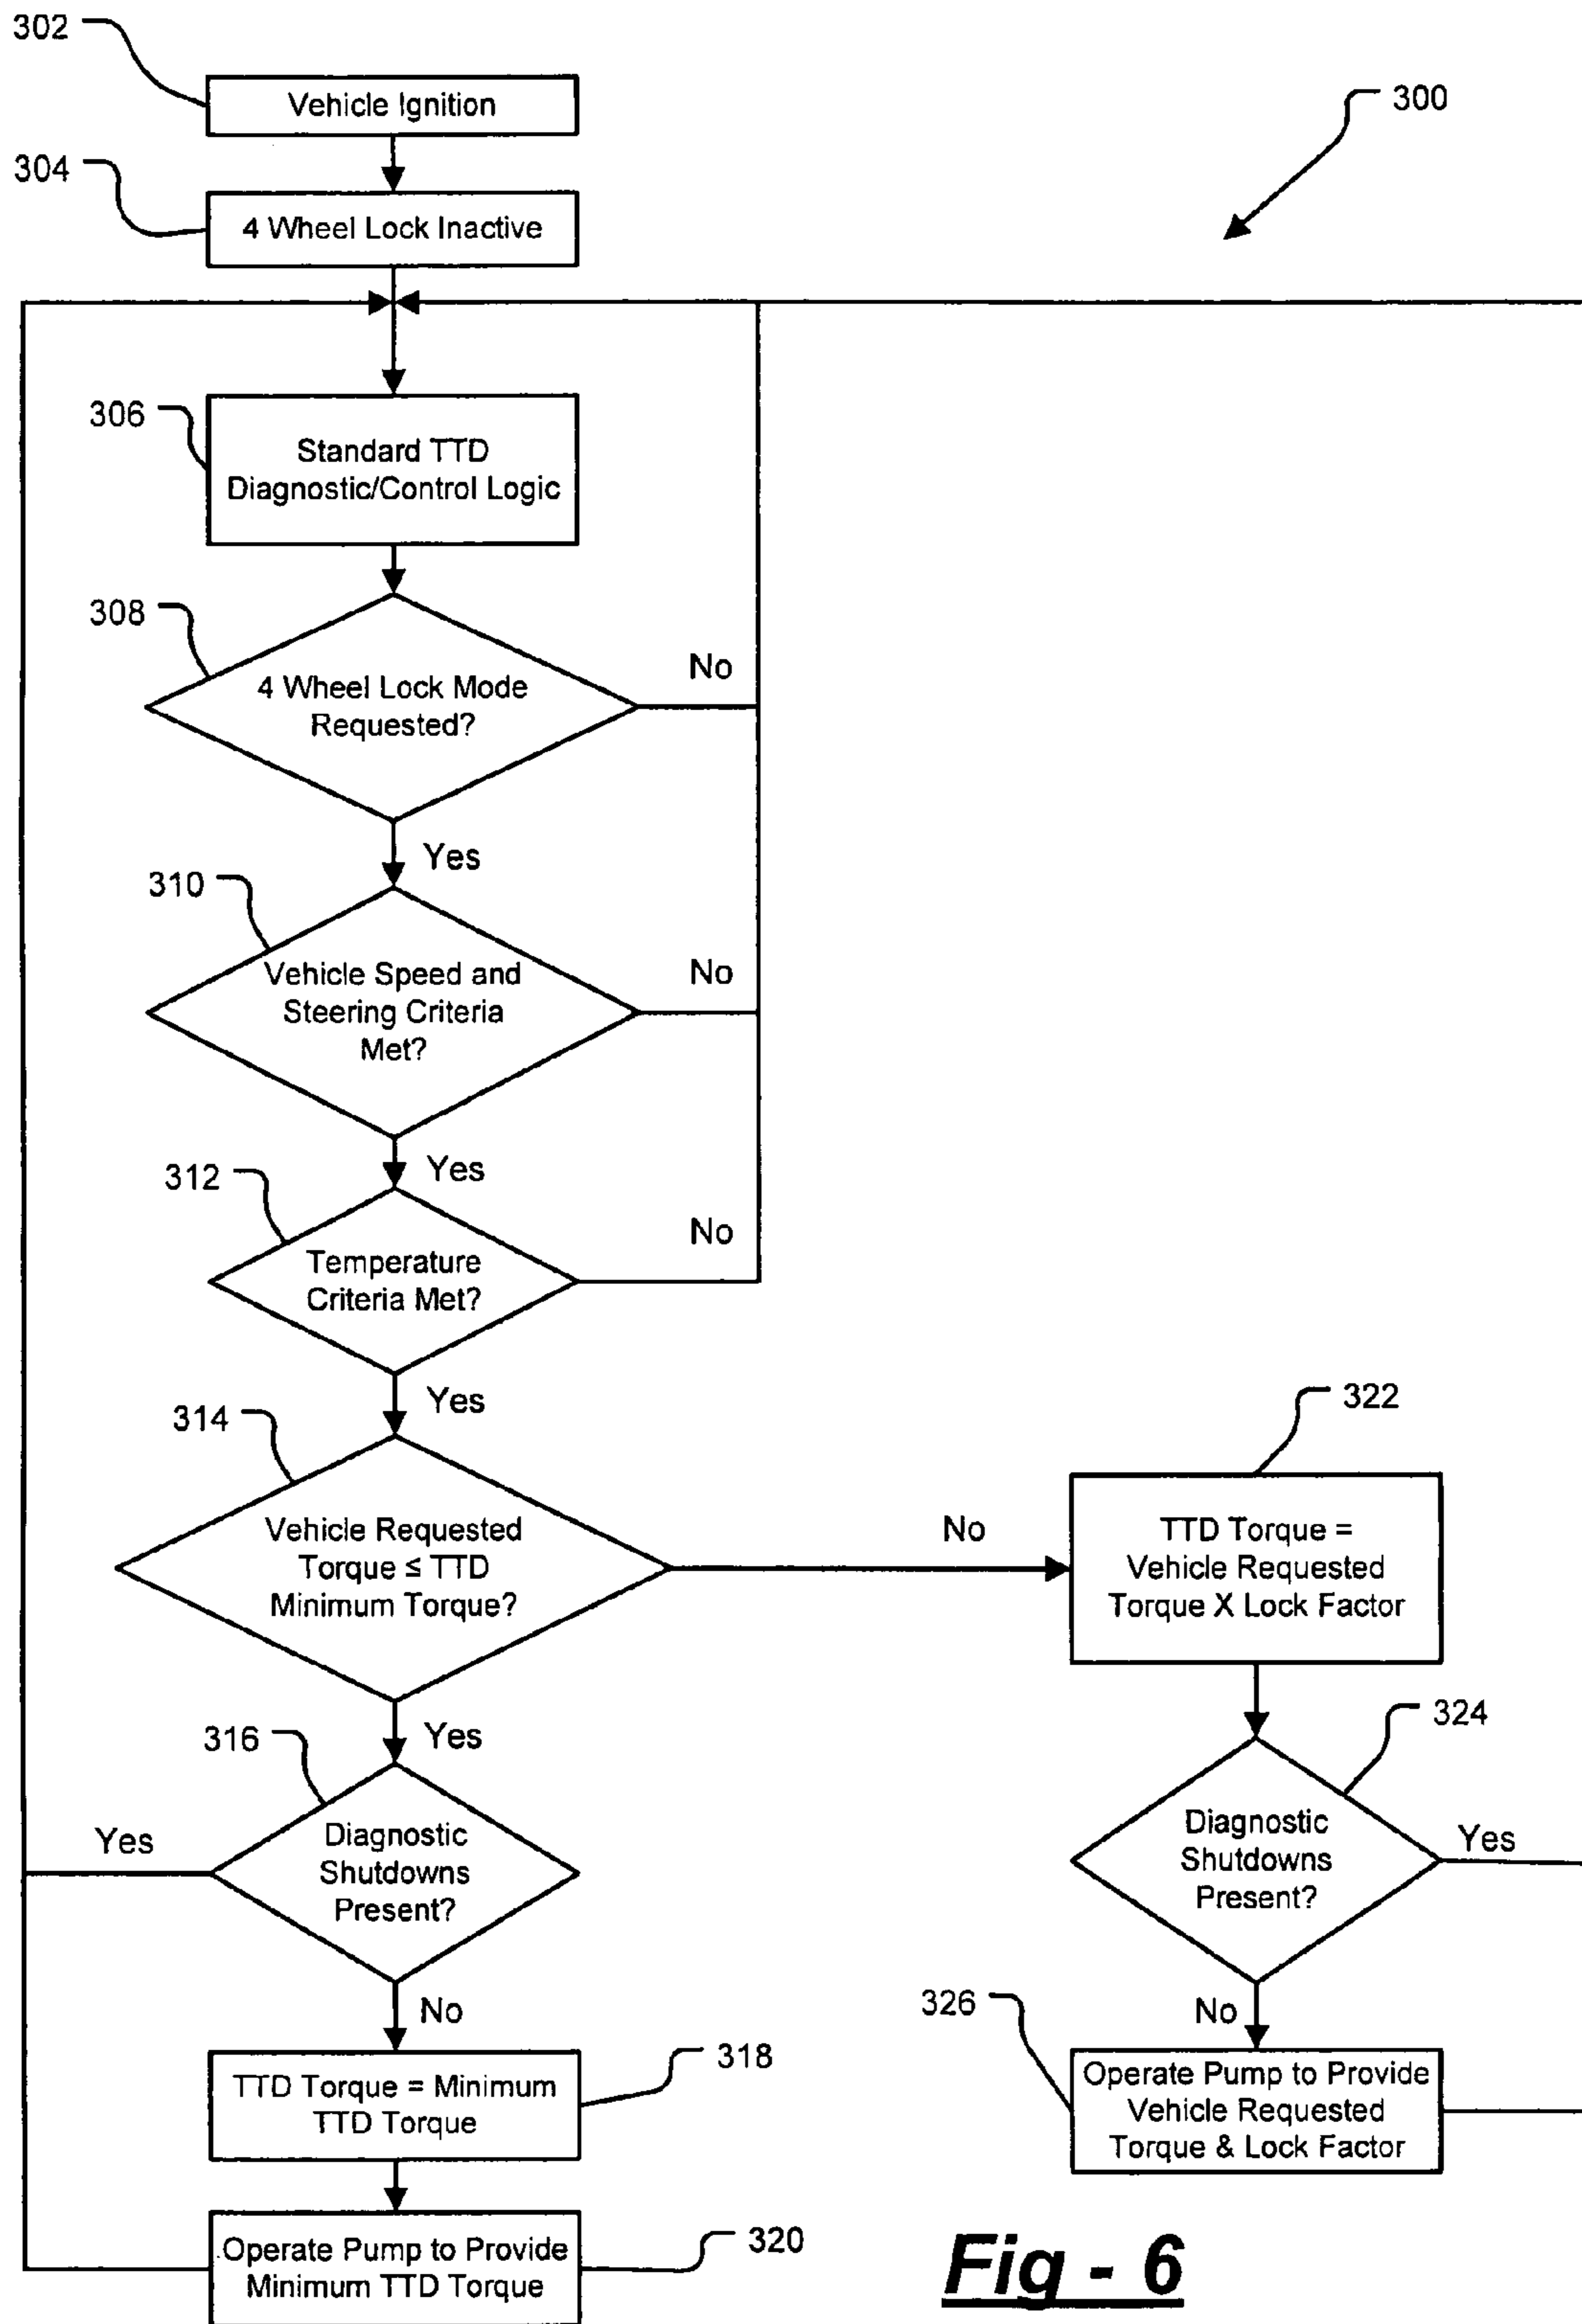 302
Vehicle Ignition
300
304
4 Wheel Lock Inactive
306
Standard TTD
Diagnostic/Control Logic
308
4 Wheel Lock Mode
Requested?
No
Yes
310
Vehicle Speed and
Steering Criteria
Met?
No
Yes
312
Temperature
Criteria Met?
No
Yes
314
Vehicle Requested
Torque ≤ TTD
Minimum Torque?
No
322
TTD Torque =
Vehicle Requested
Torque X Lock Factor
Yes
316
Diagnostic
Shutdowns
Present?
Yes
324
Diagnostic
Shutdowns
Present?
Yes
No
318
TTD Torque = Minimum
TTD Torque
No
326
Operate Pump to Provide
Vehicle Requested
Torque & Lock Factor
320
Operate Pump to Provide
Minimum TTD Torque
Fig - 6